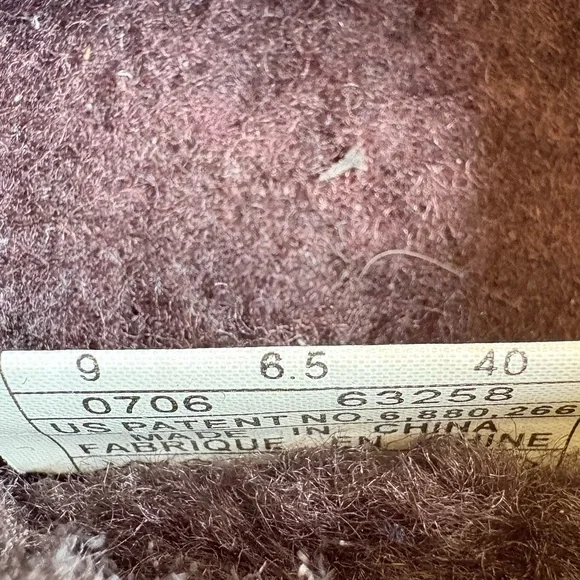 9 6.5 40
0706 63258
US PATENT NO 6,880,266
MADE IN CHINA
FABRIQUE EN CHINE